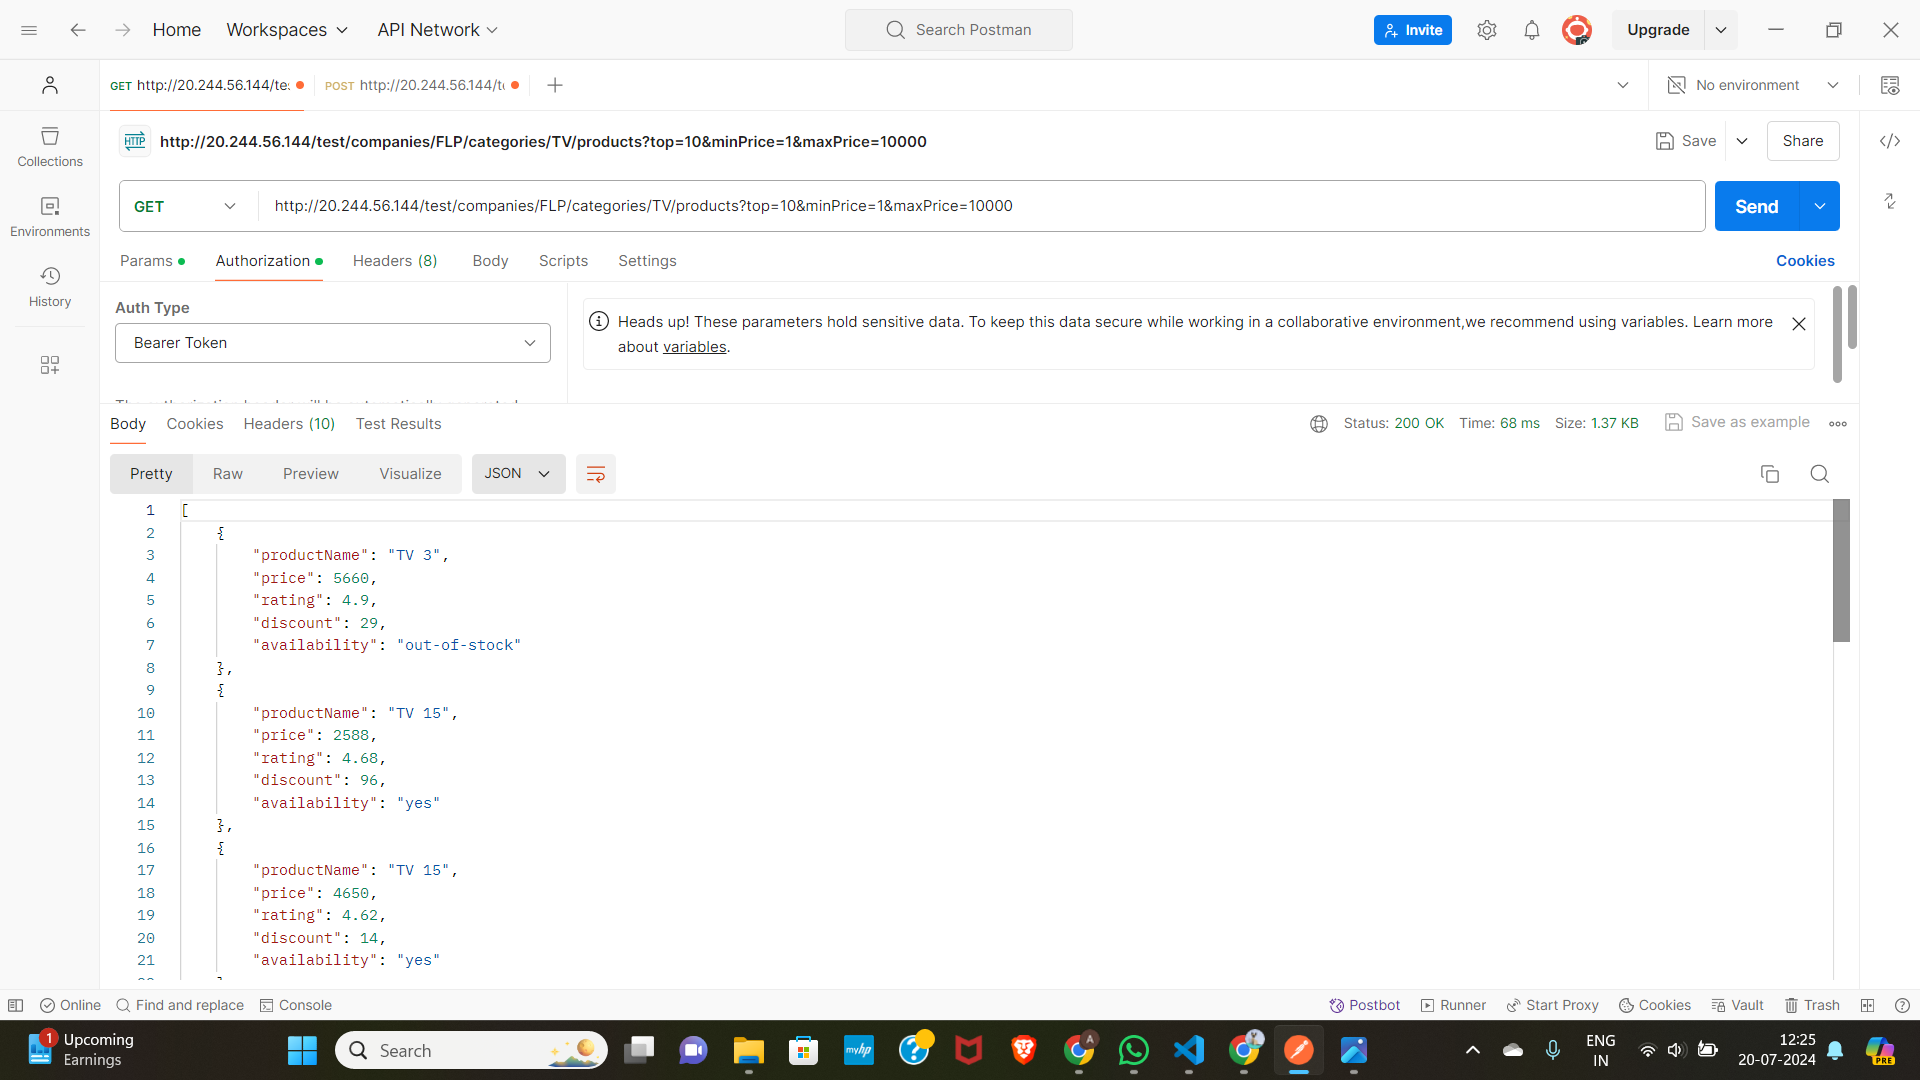 Home
Workspaces
API Network
Search Postman
Invite
Upgrade
GET http://20.244.56.144/te
POST http://20.244.56.144/t
No environment
HTTP
http://20.244.56.144/test/companies/FLP/categories/TV/products?top=10&minPrice=1&maxPrice=10000
Save
Share
Collections
Environments
History
GET
http://20.244.56.144/test/companies/FLP/categories/TV/products?top=10&minPrice=1&maxPrice=10000
Send
Params
Authorization
Headers (8)
Body
Scripts
Settings
Cookies
Auth Type
Bearer Token
Heads up! These parameters hold sensitive data. To keep this data secure while working in a collaborative environment,we recommend using variables. Learn more
about variables.
Body
Cookies
Headers (10)
Test Results
Status: 200 OK
Time: 68 ms
Size: 1.37 KB
Save as example
Pretty
Raw
Preview
Visualize
JSON
1 [
2 {
3 "productName": "TV 3",
4 "price": 5660,
5 "rating": 4.9,
6 "discount": 29,
7 "availability": "out-of-stock"
8 },
9 {
10 "productName": "TV 15",
11 "price": 2588,
12 "rating": 4.68,
13 "discount": 96,
14 "availability": "yes"
15 },
16 {
17 "productName": "TV 15",
18 "price": 4650,
19 "rating": 4.62,
20 "discount": 14,
21 "availability": "yes"
Online
Find and replace
Console
Postbot
Runner
Start Proxy
Cookies
Vault
Trash
1
Upcoming
Earnings
Search
myhp
A
ENG
IN
12:25
20-07-2024
PRE